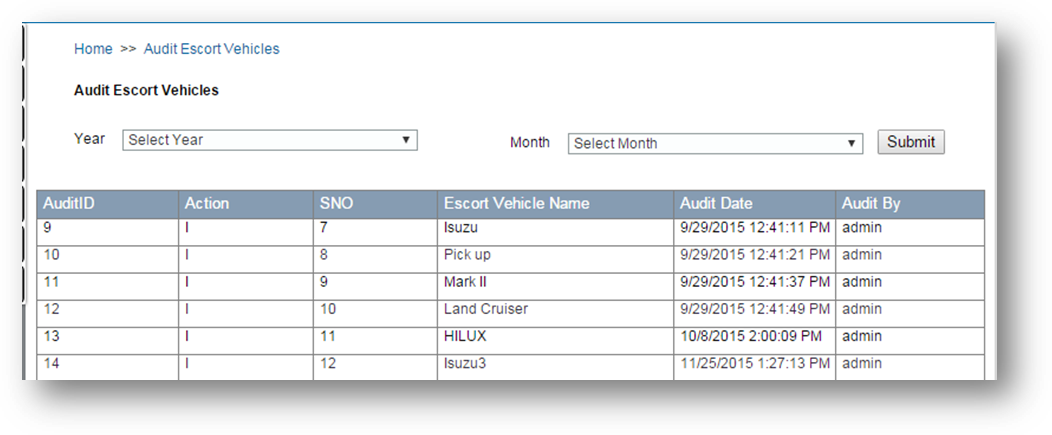 Home >> Audit Escort Vehicles
Audit Escort Vehicles
Year Select Year Month Select Month Submit
AuditID Action SNO Escort Vehicle Name Audit Date Audit By
9 I 7 Isuzu 9/29/2015 12:41:11 PM admin
10 I 8 Pick up 9/29/2015 12:41:21 PM admin
11 I 9 Mark II 9/29/2015 12:41:37 PM admin
12 I 10 Land Cruiser 9/29/2015 12:41:49 PM admin
13 I 11 HILUX 10/8/2015 2:00:09 PM admin
14 I 12 Isuzu3 11/25/2015 1:27:13 PM admin